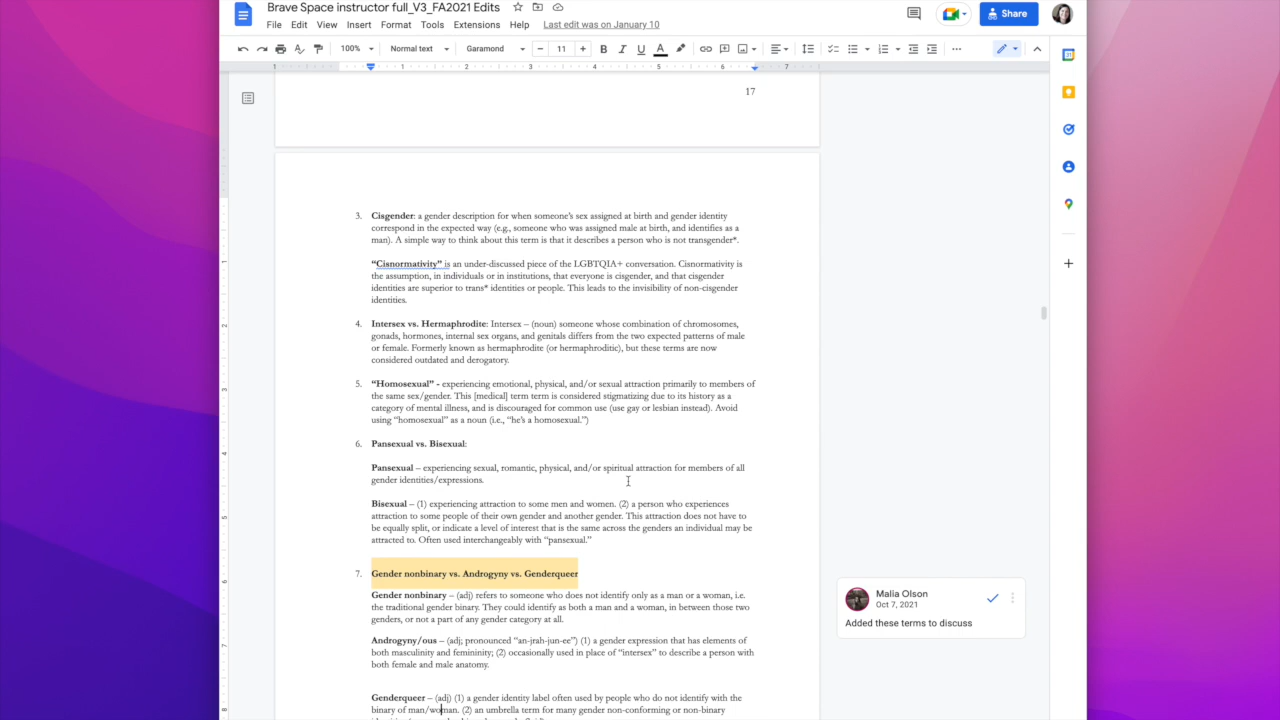 Brave Space instructor full_V3_FA2021 Edits
File Edit View Insert Format Tools Extensions Help Last edit was on January 10
Share
100% Normal text Garamond − 11 + B I U A
1 1 2 3 4 5 6 7
17
3. Cisgender: a gender description for when someone's sex assigned at birth and gender identity
correspond in the expected way (e.g., someone who was assigned male at birth, and identifies as a
man). A simple way to think about this term is that it describes a person who is not transgender*.
"Cisnormativity" is an under-discussed piece of the LGBTQIA+ conversation. Cisnormativity is
the assumption, in individuals or in institutions, that everyone is cisgender, and that cisgender
identities are superior to trans* identities or people. This leads to the invisibility of non-cisgender
identities.
4. Intersex vs. Hermaphrodite: Intersex – (noun) someone whose combination of chromosomes,
gonads, hormones, internal sex organs, and genitals differs from the two expected patterns of male
or female. Formerly known as hermaphrodite (or hermaphroditic), but these terms are now
considered outdated and derogatory.
5. "Homosexual" - experiencing emotional, physical, and/or sexual attraction primarily to members of
the same sex/gender. This [medical] term term is considered stigmatizing due to its history as a
category of mental illness, and is discouraged for common use (use gay or lesbian instead). Avoid
using "homosexual" as a noun (i.e., "he's a homosexual.")
6. Pansexual vs. Bisexual:
Pansexual – experiencing sexual, romantic, physical, and/or spiritual attraction for members of all
gender identities/expressions.
Bisexual – (1) experiencing attraction to some men and women. (2) a person who experiences
attraction to some people of their own gender and another gender. This attraction does not have to
be equally split, or indicate a level of interest that is the same across the genders an individual may be
attracted to. Often used interchangeably with "pansexual."
7. Gender nonbinary vs. Androgyny vs. Genderqueer
Gender nonbinary – (adj) refers to someone who does not identify only as a man or a woman, i.e.
the traditional gender binary. They could identify as both a man and a woman, in between those two
genders, or not a part of any gender category at all.
Androgyny/ous – (adj; pronounced "an-jrah-jun-ee") (1) a gender expression that has elements of
both masculinity and femininity; (2) occasionally used in place of "intersex" to describe a person with
both female and male anatomy.
Genderqueer – (adj) (1) a gender identity label often used by people who do not identify with the
binary of man/woman. (2) an umbrella term for many gender non-conforming or non-binary
Malia Olson
Oct 7, 2021
Added these terms to discuss